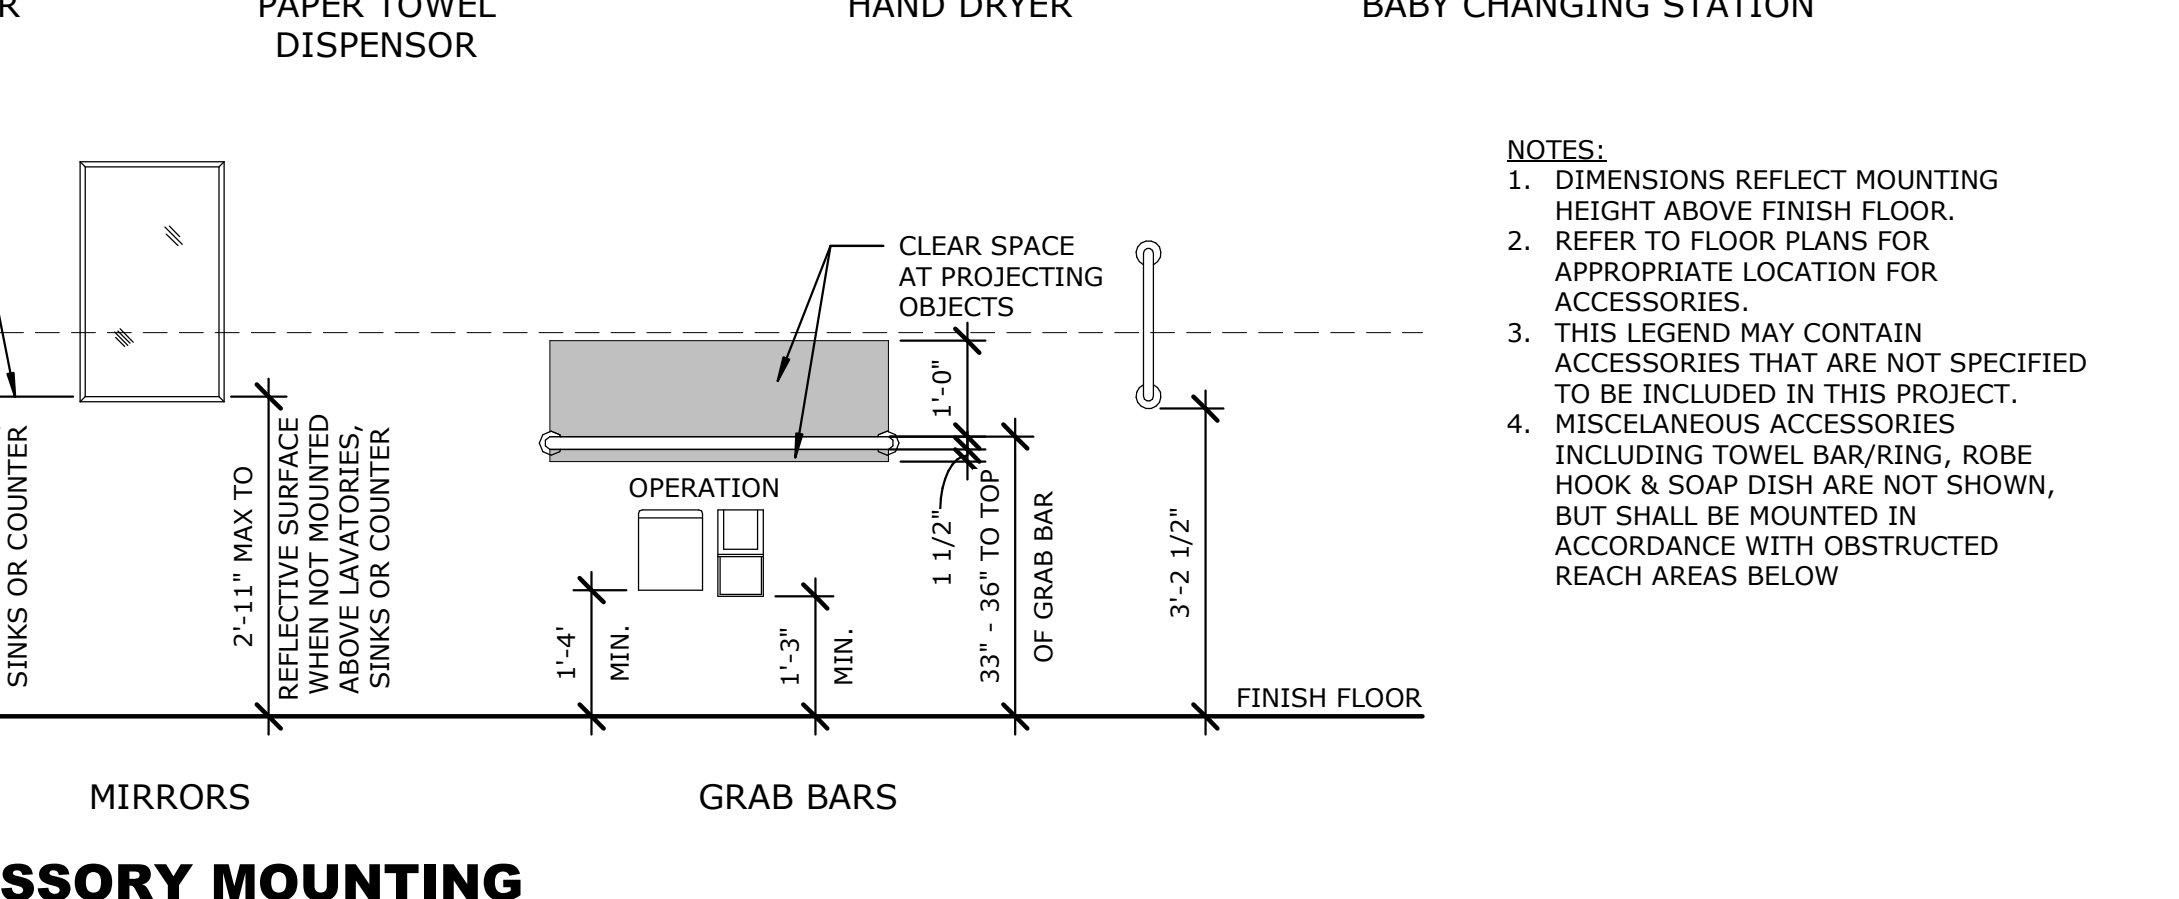 R
PAPER TOWEL
DISPENSOR
HAND DRYER
BABY CHANGING STATION
NOTES:
1. DIMENSIONS REFLECT MOUNTING
HEIGHT ABOVE FINISH FLOOR.
2. REFER TO FLOOR PLANS FOR
APPROPRIATE LOCATION FOR
ACCESSORIES.
3. THIS LEGEND MAY CONTAIN
ACCESSORIES THAT ARE NOT SPECIFIED
TO BE INCLUDED IN THIS PROJECT.
4. MISCELANEOUS ACCESSORIES
INCLUDING TOWEL BAR/RING, ROBE
HOOK & SOAP DISH ARE NOT SHOWN,
BUT SHALL BE MOUNTED IN
ACCORDANCE WITH OBSTRUCTED
REACH AREAS BELOW
CLEAR SPACE
AT PROJECTING
OBJECTS
SINKS OR COUNTER
2'-11" MAX TO
REFLECTIVE SURFACE
WHEN NOT MOUNTED
ABOVE LAVATORIES,
SINKS OR COUNTER
OPERATION
1'-4'
MIN.
1'-3"
MIN.
1'-0"
1 1/2"
33" - 36" TO TOP
OF GRAB BAR
3'-2 1/2"
FINISH FLOOR
MIRRORS
GRAB BARS
SSORY MOUNTING